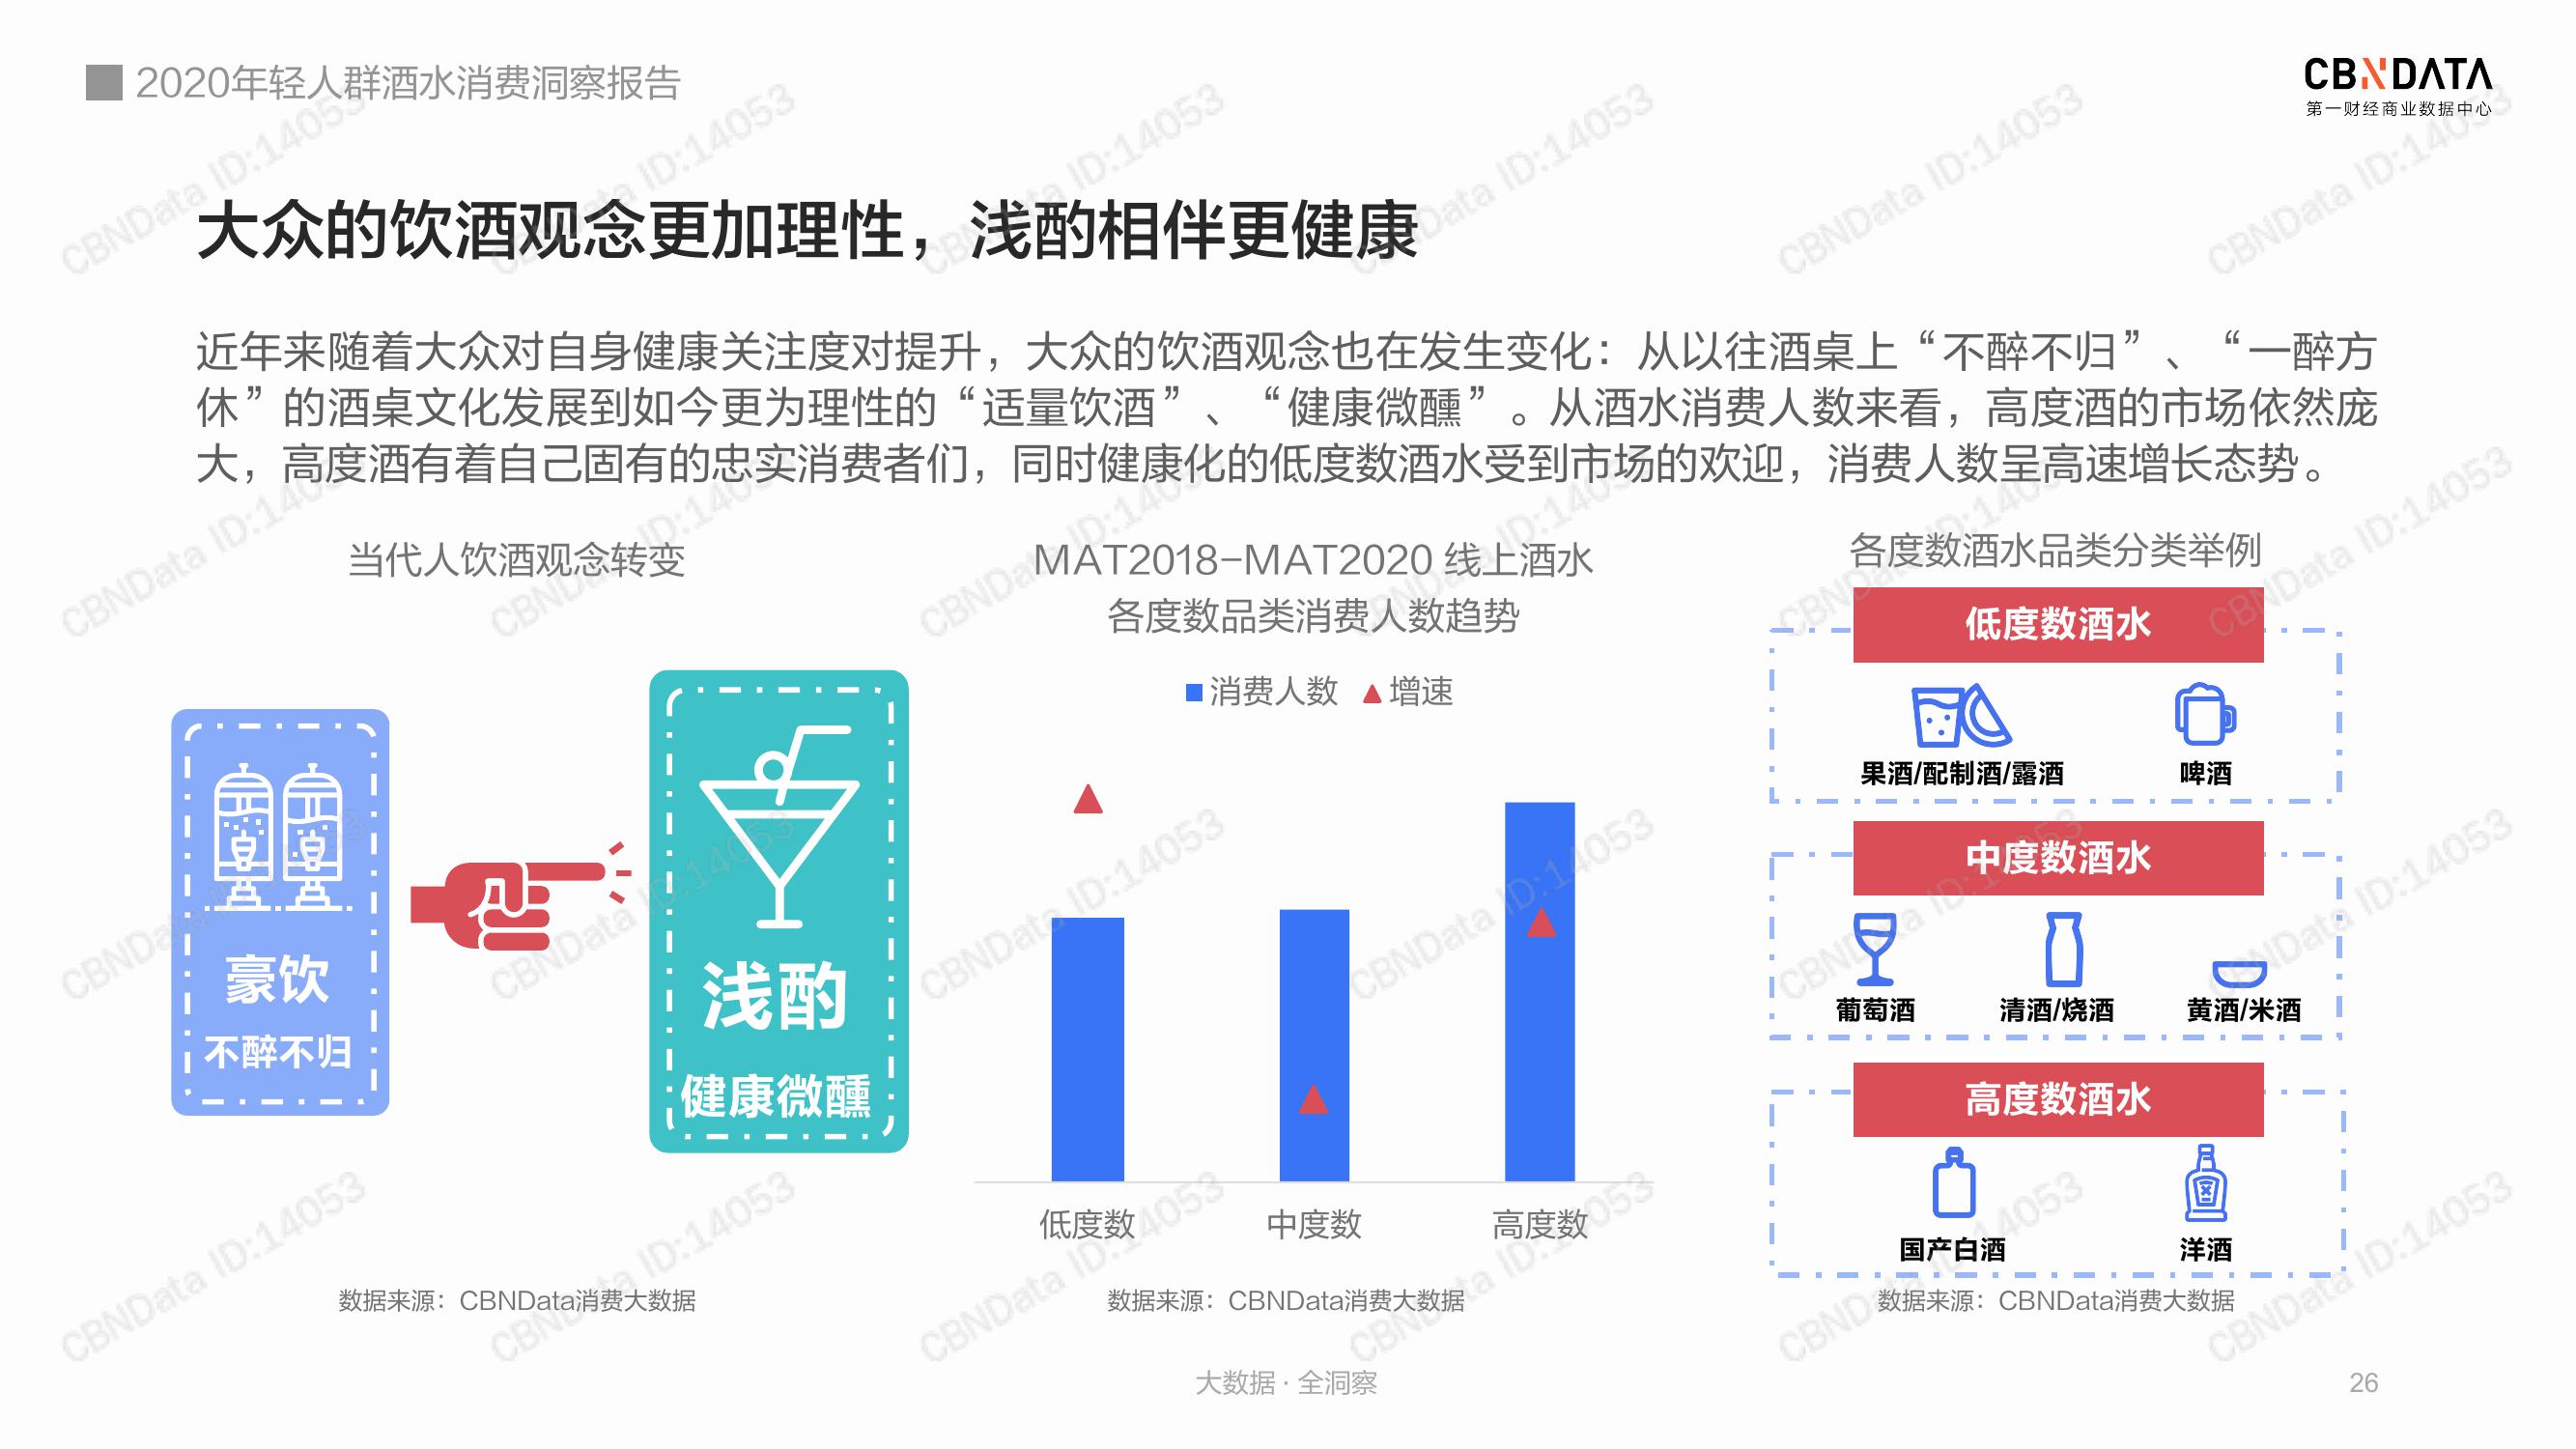 2020年轻人群酒水消费洞察报告
CBNDATA
第一财经商业数据中心
大众的饮酒观念更加理性，浅酌相伴更健康
近年来随着大众对自身健康关注度对提升，大众的饮酒观念也在发生变化：从以往酒桌上“不醉不归”、“一醉方
休”的酒桌文化发展到如今更为理性的“适量饮酒”、“健康微醺”。从酒水消费人数来看，高度酒的市场依然庞
大，高度酒有着自己固有的忠实消费者们，同时健康化的低度数酒水受到市场的欢迎，消费人数呈高速增长态势。
当代人饮酒观念转变
豪饮
不醉不归
浅酌
健康微醺
数据来源：CBNData消费大数据
MAT2018-MAT2020 线上酒水
各度数品类消费人数趋势
消费人数 增速
低度数 中度数 高度数
数据来源：CBNData消费大数据
各度数酒水品类分类举例
低度数酒水
果酒/配制酒/露酒 啤酒
中度数酒水
葡萄酒 清酒/烧酒 黄酒/米酒
高度数酒水
国产白酒 洋酒
数据来源：CBNData消费大数据
大数据·全洞察
26
CBNData ID:14053